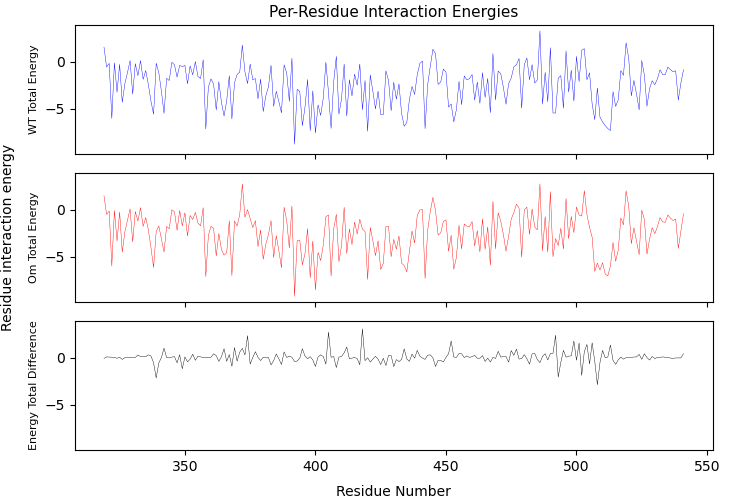 Per-Residue Interaction Energies
Residue interaction energy
WT Total Energy
0
−5
Om Total Energy
0
−5
Energy Total Difference
0
−5
350
400
450
500
550
Residue Number